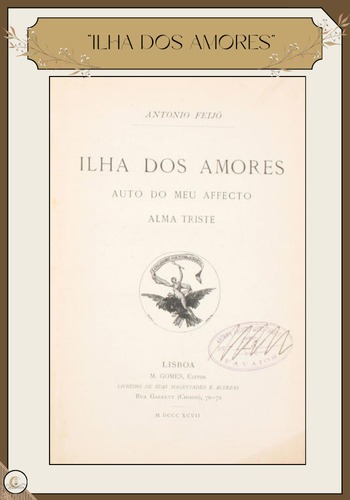 "ILHA DOS AMORES"
ANTONIO FEIJÓ
ILHA DOS AMORES
AUTO DO MEU AFFECTO
ALMA TRISTE
LISBOA
M. GOMES, Editor
LIVREIRO DE SUAS MAGESTADES E ALTEZAS
Rua Garrett (Chiado), 70-72
M DCCC XCVII